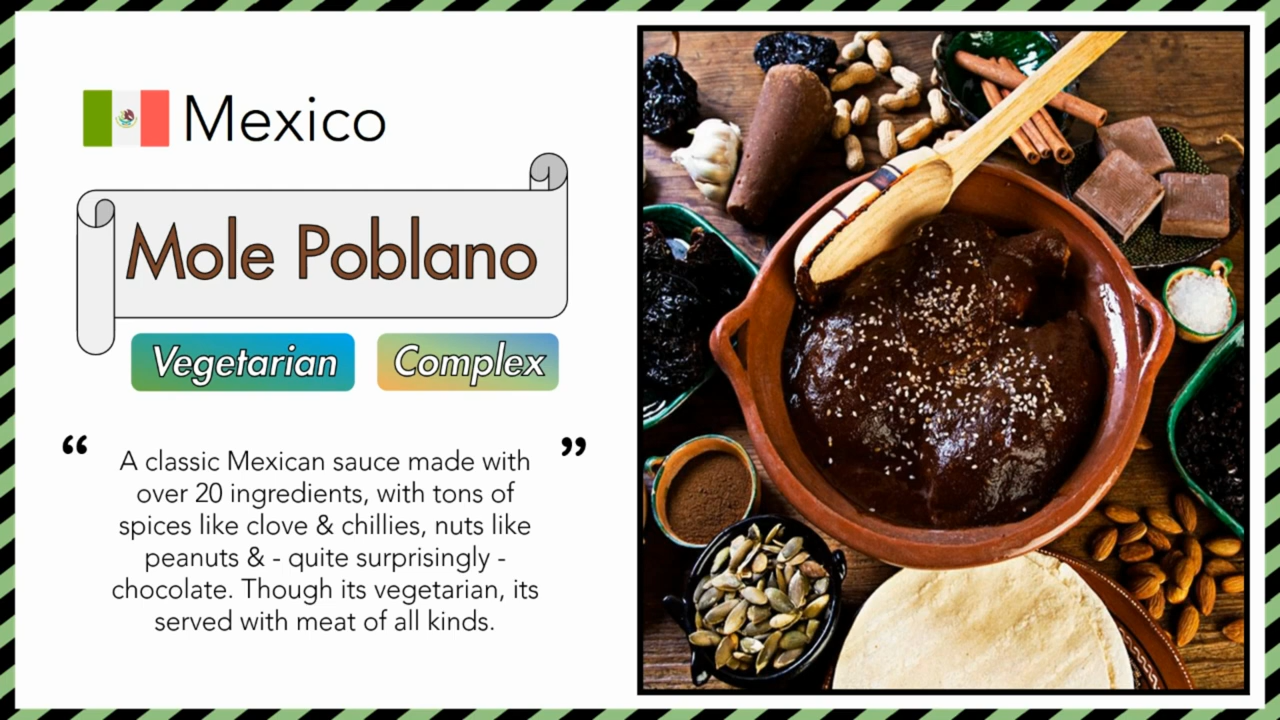 Mexico
Mole Poblano
Vegetarian Complex
“ ”
A classic Mexican sauce made with
over 20 ingredients, with tons of
spices like clove & chillies, nuts like
peanuts & - quite surprisingly -
chocolate. Though its vegetarian, its
served with meat of all kinds.